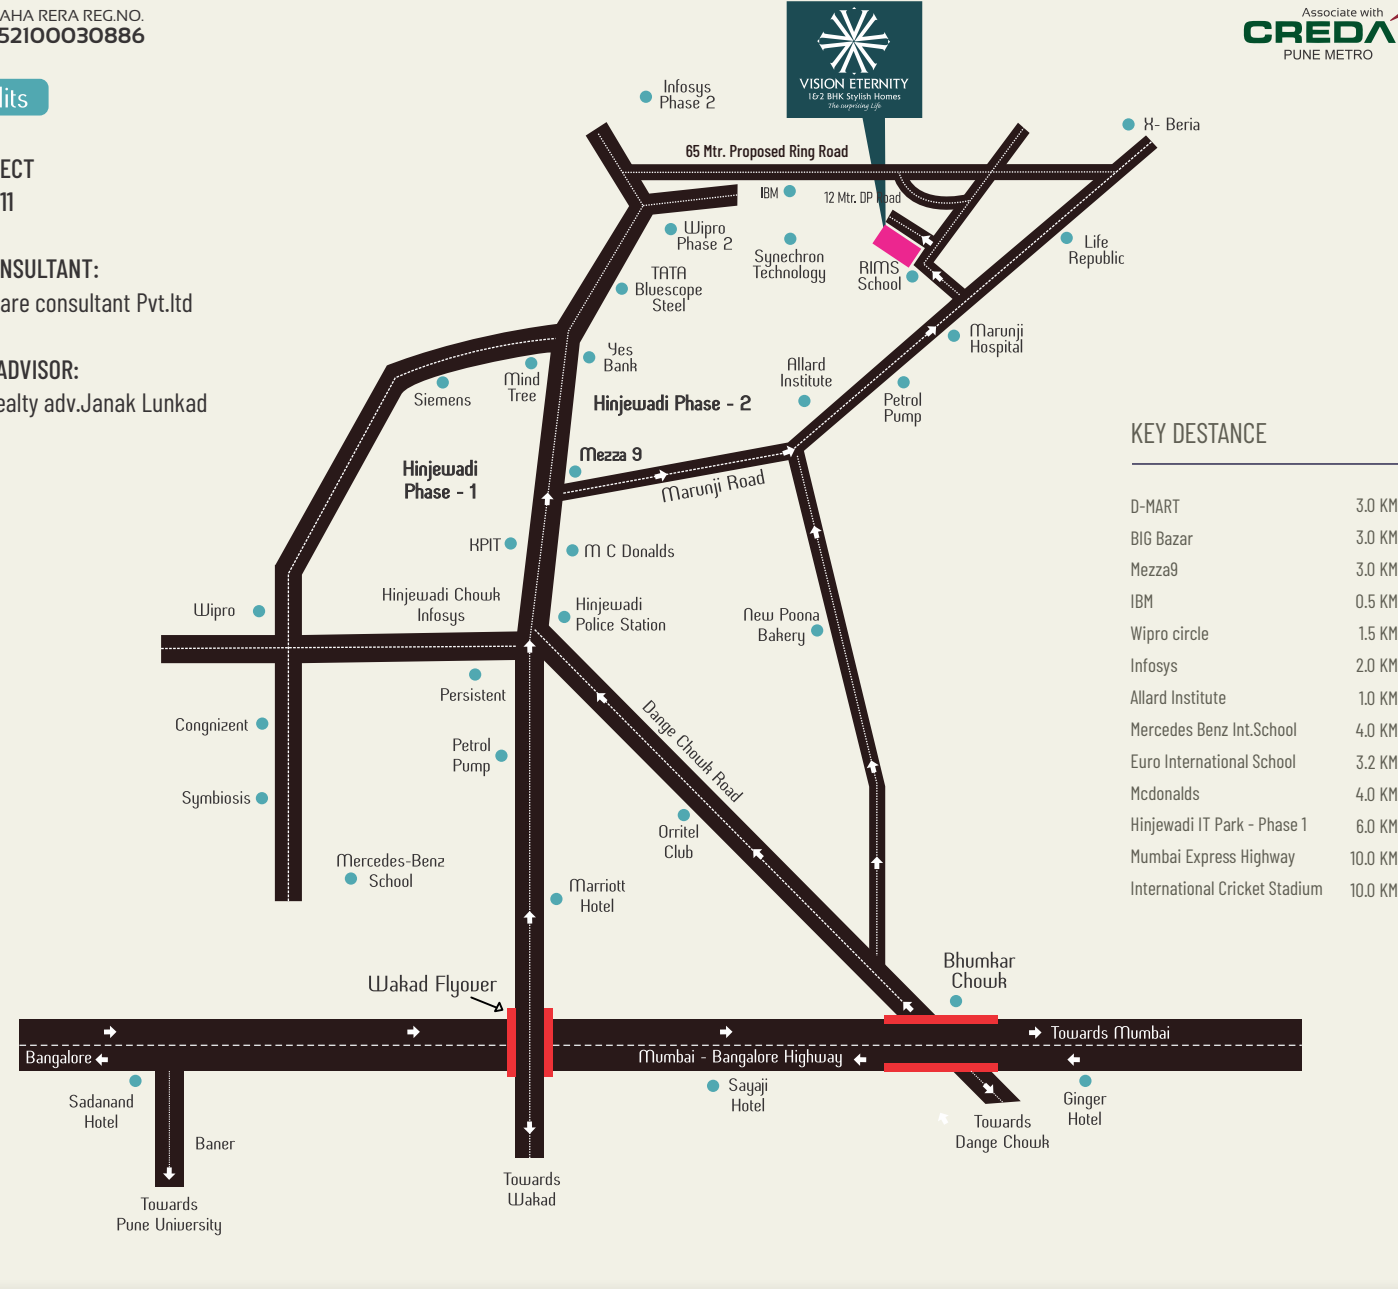 AHA RERA REG.NO.
52100030886
Associate with
CREDA
PUNE METRO
VISION ETERNITY
1&2 BHK Stylish Homes
The surprising Life
dits
ECT
11
NSULTANT:
are consultant Pvt.ltd
ADVISOR:
ealty adv.Janak Lunkad
Infosys
Phase 2
X- Beria
65 Mtr. Proposed Ring Road
IBM
12 Mtr. DP Road
Wipro
Phase 2
Synechron
Technology
RIMS
School
Life
Republic
TATA
Bluescope
Steel
Marunji
Hospital
Yes
Bank
Mind
Tree
Siemens
Allard
Institute
Petrol
Pump
Hinjewadi Phase - 2
Mezza 9
Hinjewadi
Phase - 1
Marunji Road
KPIT
M C Donalds
Hinjewadi Chowk
Infosys
Hinjewadi
Police Station
Wipro
New Poona
Bakery
Persistent
Congnizent
Petrol
Pump
Dange Chowk Road
Symbiosis
Orritel
Club
Mercedes-Benz
School
Marriott
Hotel
Wakad Flyover
Bhumkar
Chowk
Towards Mumbai
Bangalore
Mumbai - Bangalore Highway
Sadanand
Hotel
Sayaji
Hotel
Ginger
Hotel
Towards
Dange Chowk
Baner
Towards
Pune University
Towards
Wakad
KEY DESTANCE
D-MART 3.0 KM
BIG Bazar 3.0 KM
Mezza9 3.0 KM
IBM 0.5 KM
Wipro circle 1.5 KM
Infosys 2.0 KM
Allard Institute 1.0 KM
Mercedes Benz Int.School 4.0 KM
Euro International School 3.2 KM
Mcdonalds 4.0 KM
Hinjewadi IT Park - Phase 1 6.0 KM
Mumbai Express Highway 10.0 KM
International Cricket Stadium 10.0 KM